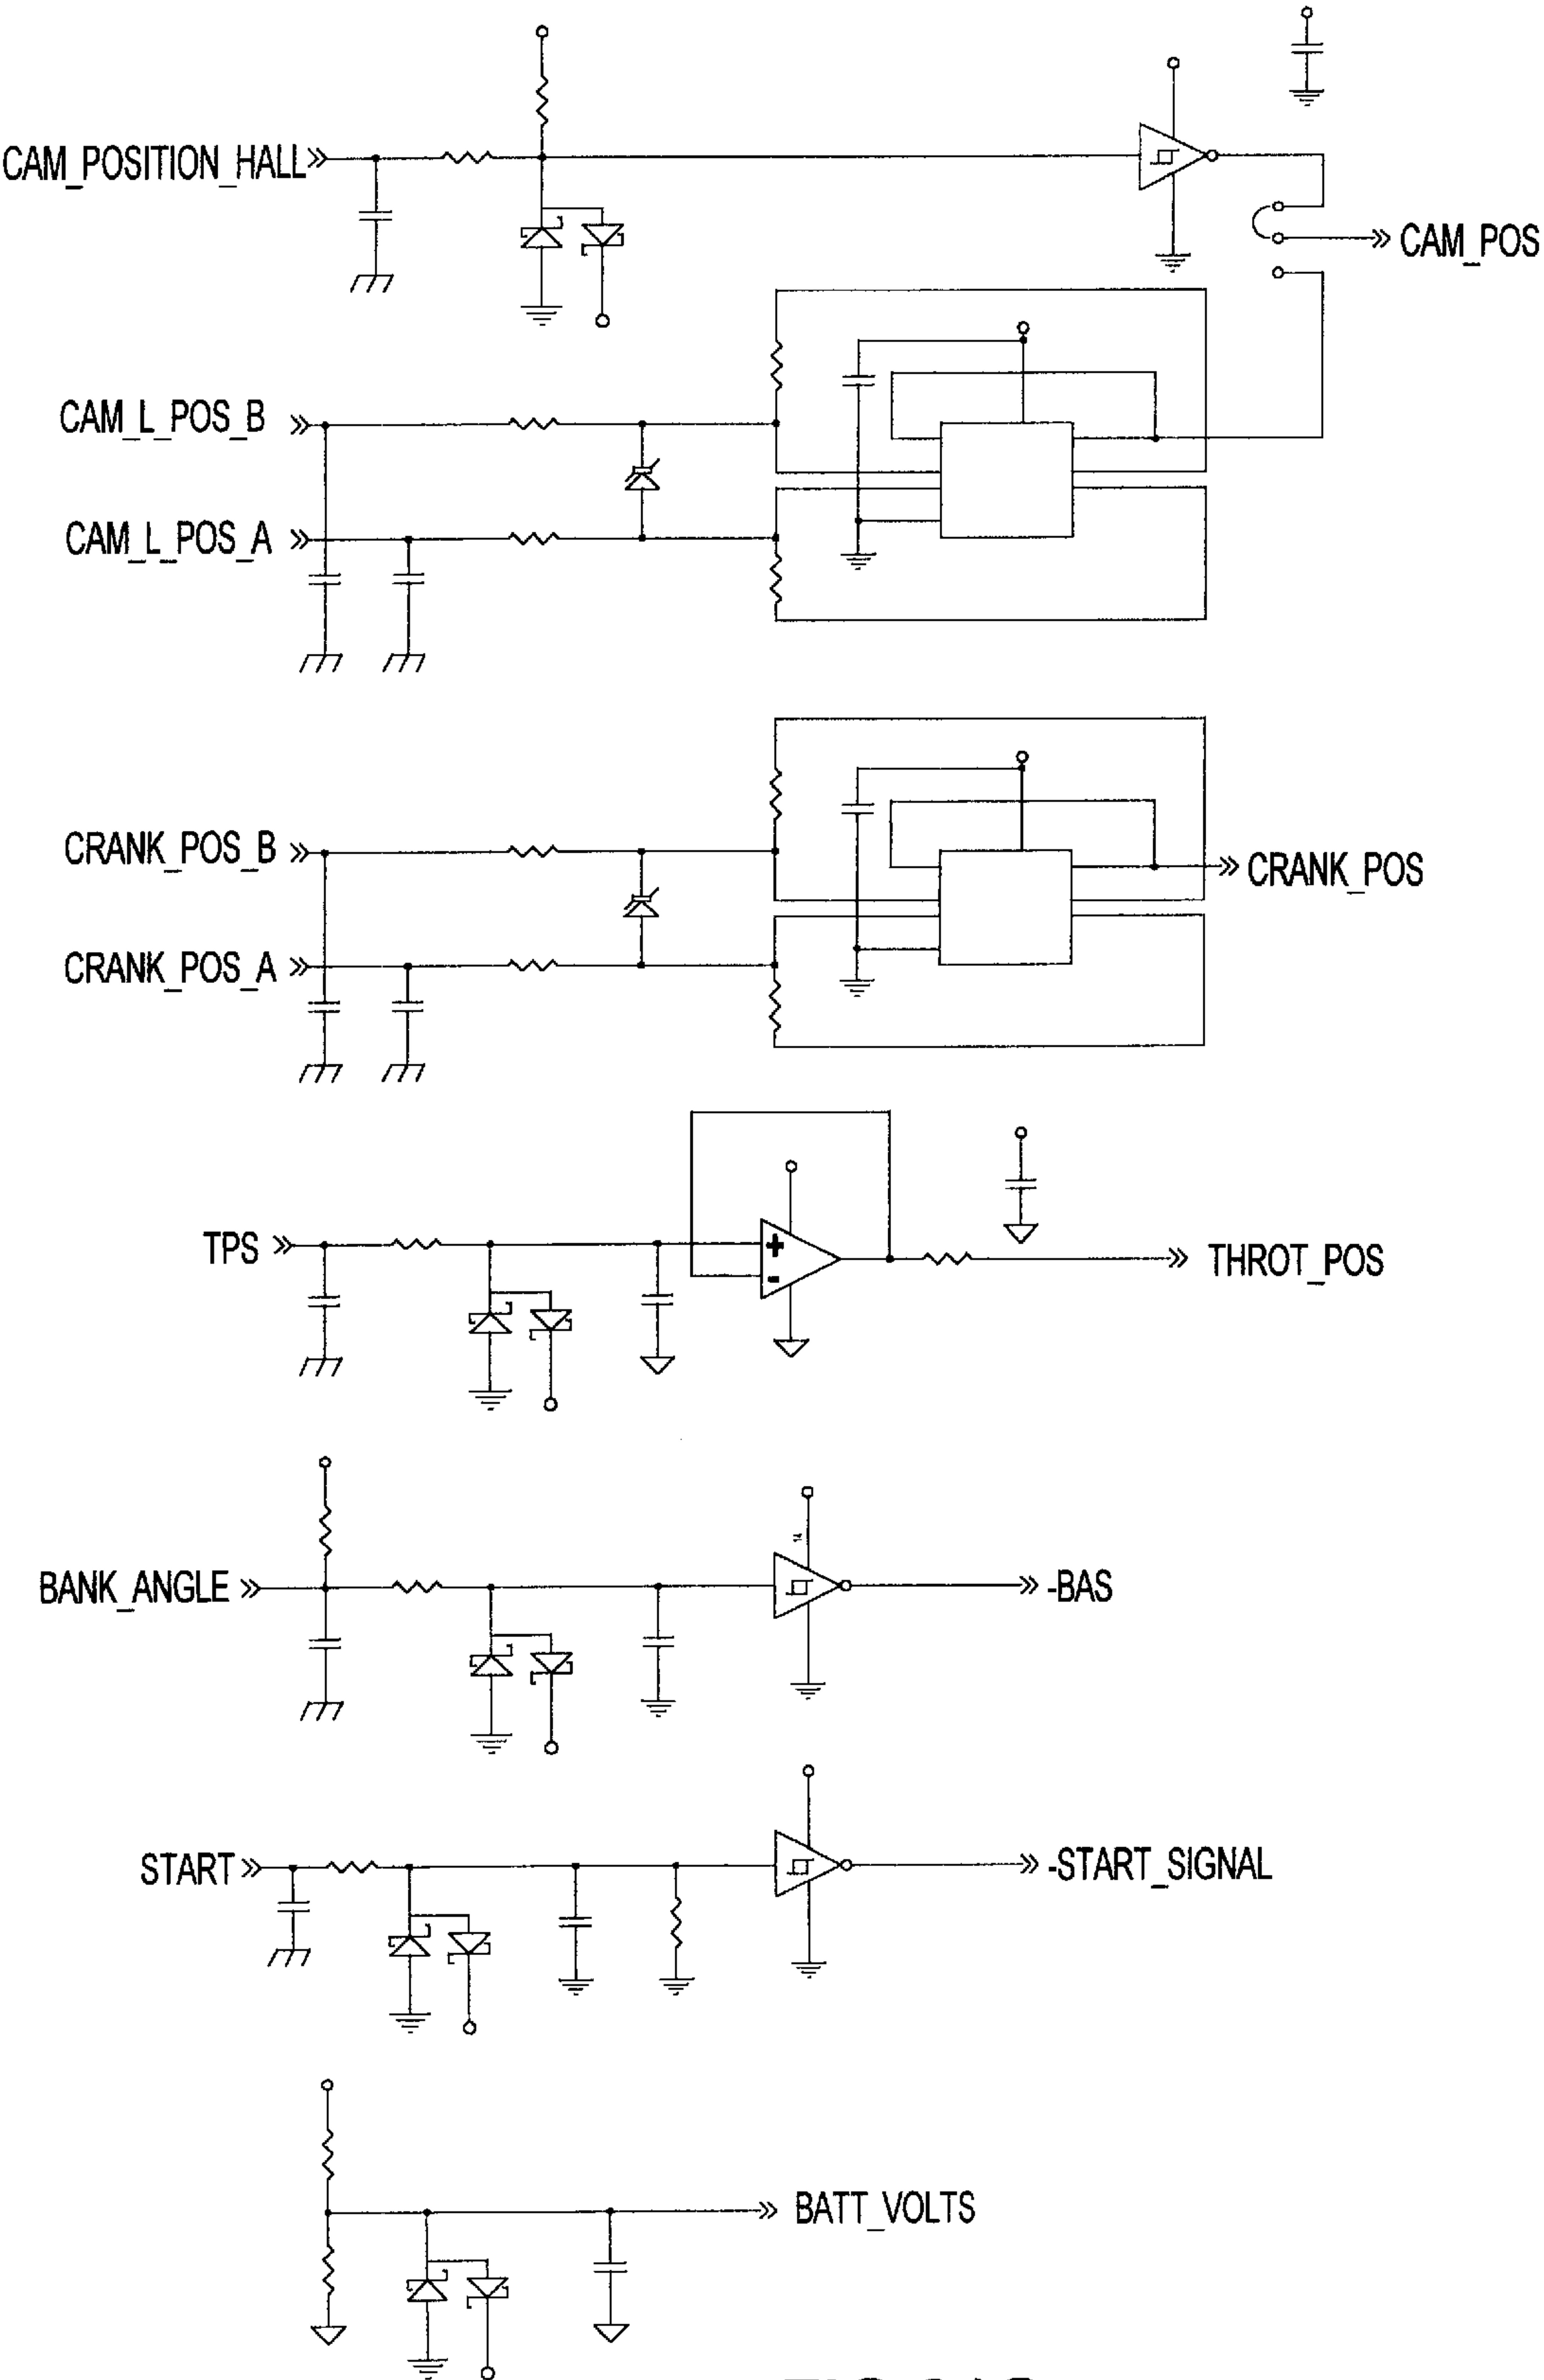 CAM_POSITION_HALL
CAM_POS
CAM_L_POS_B
CAM_L_POS_A
CRANK_POS_B
CRANK_POS
CRANK_POS_A
TPS
+
-
THROT_POS
BANK_ANGLE
-BAS
START
-START_SIGNAL
BATT_VOLTS